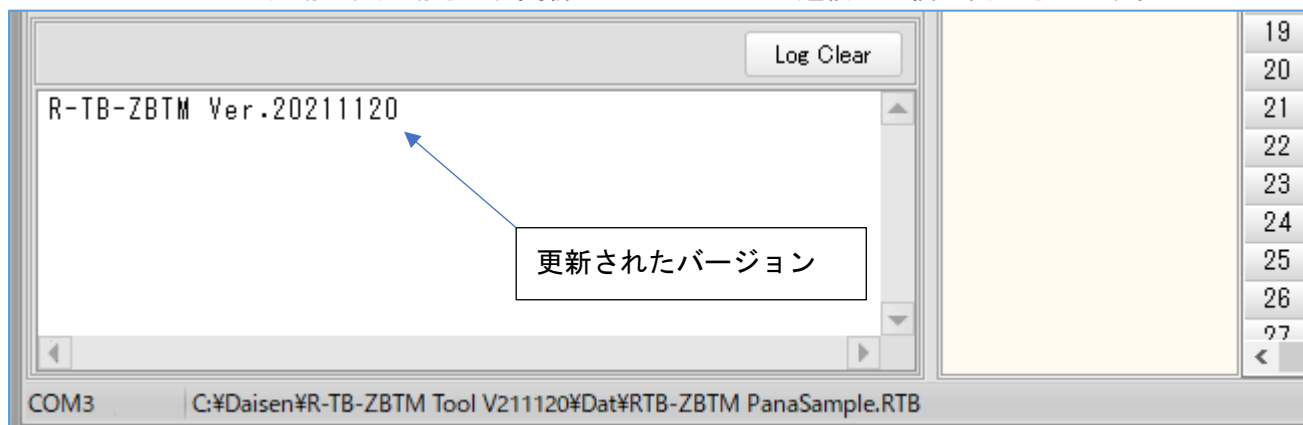 Log Clear
R-TB-ZBTM Ver.20211120
更新されたバージョン
19
20
21
22
23
24
25
26
27
COM3
C:¥Daisen¥R-TB-ZBTM Tool V211120¥Dat¥RTB-ZBTM PanaSample.RTB